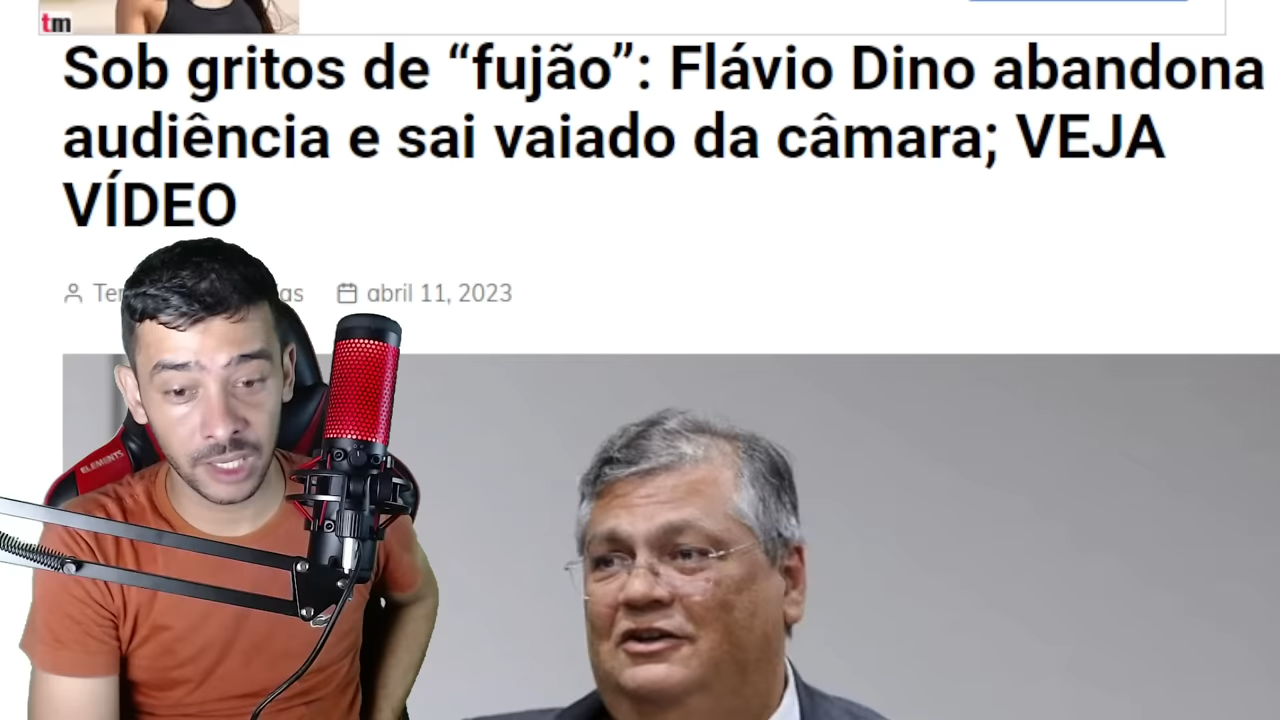 tm
Sob gritos de “fujão”: Flávio Dino abandona
audiência e sai vaiado da câmara; VEJA
VÍDEO
abril 11, 2023
ELEMENTS